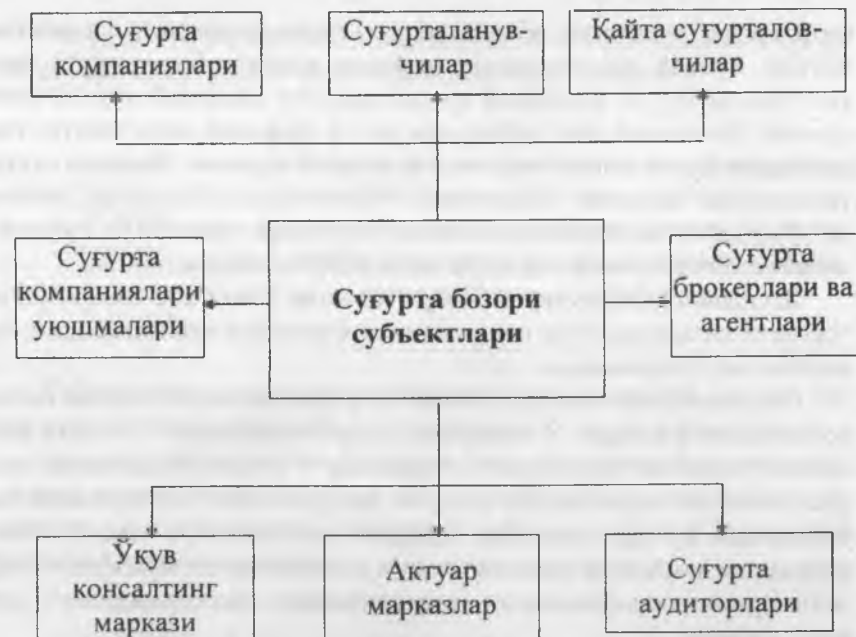 Суғурта
компаниялари
Суғурталанув-
чилар
Қайта суғурталов-
чилар
Суғурта
компаниялари
уюшмалари
Суғурта бозори
субъектлари
Суғурта
брокерлари ва
агентлари
Ўқув
консалтинг
маркази
Актуар
марказлар
Суғурта
аудиторлари